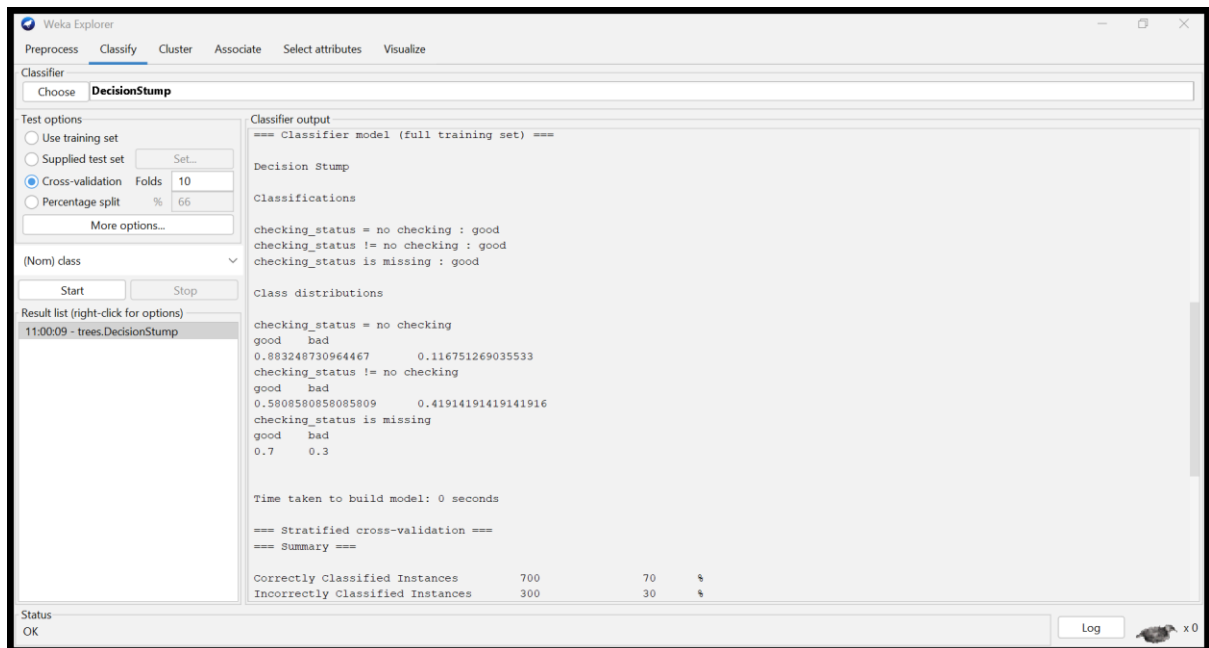 Weka Explorer
Preprocess Classify Cluster Associate Select attributes Visualize
Classifier
Choose DecisionStump
Test options
Use training set
Supplied test set Set...
Cross-validation Folds 10
Percentage split % 66
More options...
(Nom) class
Start Stop
Result list (right-click for options)
11:00:09 - trees.DecisionStump
Classifier output
=== Classifier model (full training set) ===
Decision Stump
Classifications
checking_status = no checking : good
checking_status != no checking : good
checking_status is missing : good
Class distributions
checking_status = no checking
good bad
0.883248730964467 0.116751269035533
checking_status != no checking
good bad
0.5808580858085809 0.41914191419141916
checking_status is missing
good bad
0.7 0.3
Time taken to build model: 0 seconds
=== Stratified cross-validation ===
=== Summary ===
Correctly Classified Instances 700 70 %
Incorrectly Classified Instances 300 30 %
Status
OK
Log x 0